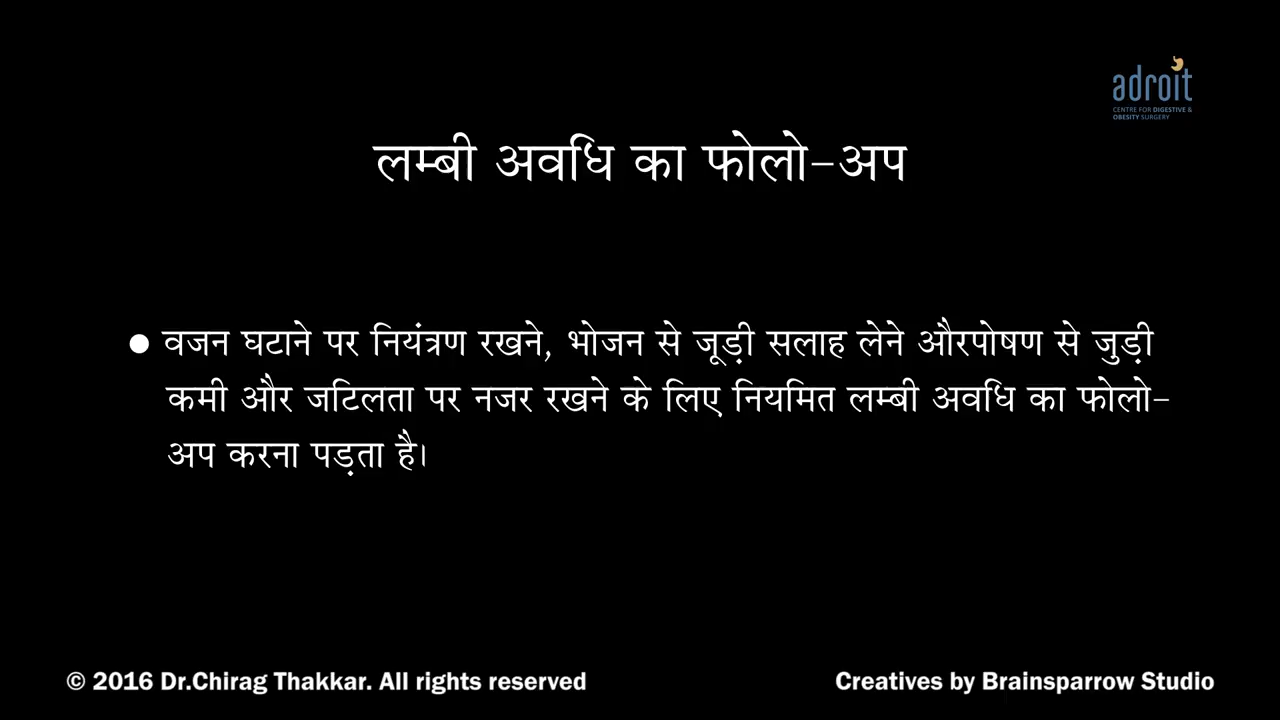 adroit
CENTRE FOR DIGESTIVE &
OBESITY SURGERY
लम्बी अवधि का फोलो-अप
● वजन घटाने पर नियंत्रण रखने, भोजन से जूड़ी सलाह लेने औरपोषण से जुड़ी
कमी और जटिलता पर नजर रखने के लिए नियमित लम्बी अवधि का फोलो-
अप करना पड़ता है।
© 2016 Dr.Chirag Thakkar. All rights reserved
Creatives by Brainsparrow Studio